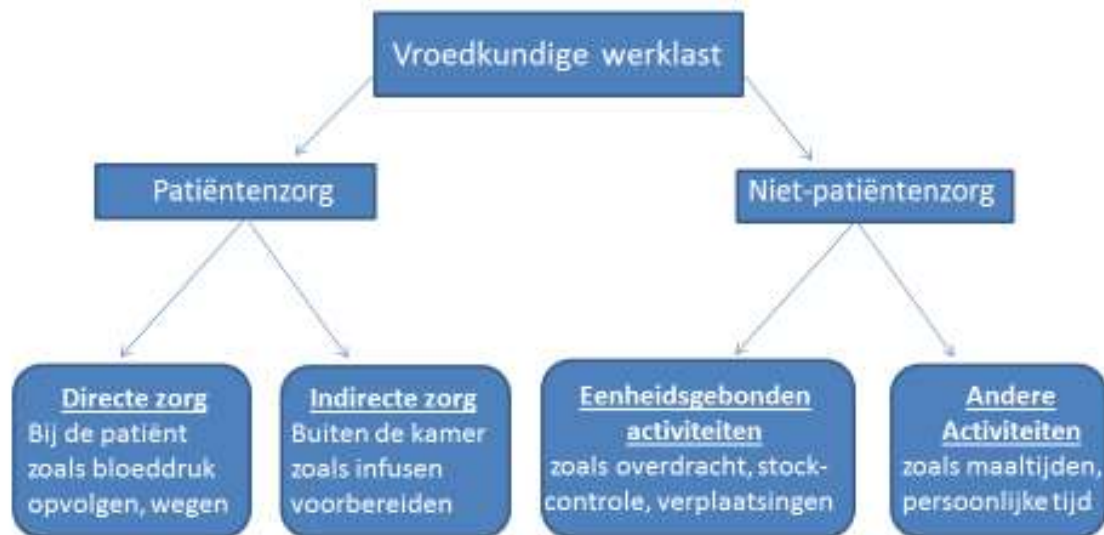 Vroedkundige werklast
Patiëntenzorg
Niet-patiëntenzorg
Directe zorg
Bij de patiënt
zoals bloeddruk
opvolgen, wegen
Indirecte zorg
Buiten de kamer
zoals infusen
voorbereiden
Eenheidsgebonden
activiteiten
zoals overdracht, stock-
controle, verplaatsingen
Andere
Activiteiten
zoals maaltijden,
persoonlijke tijd